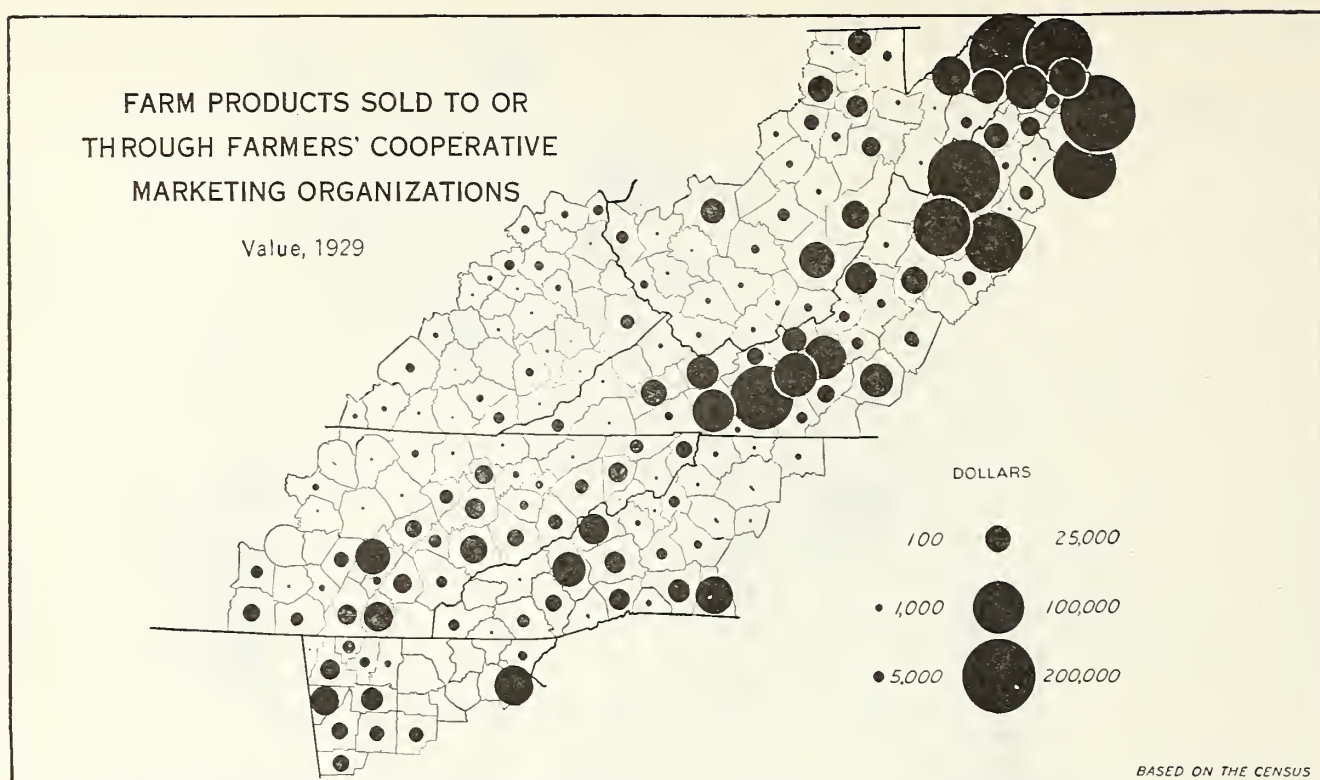 FARM PRODUCTS SOLD TO OR
THROUGH FARMERS' COOPERATIVE
MARKETING ORGANIZATIONS
Value, 1929
DOLLARS
100 25,000
1,000 100,000
5,000 200,000
BASED ON THE CENSUS